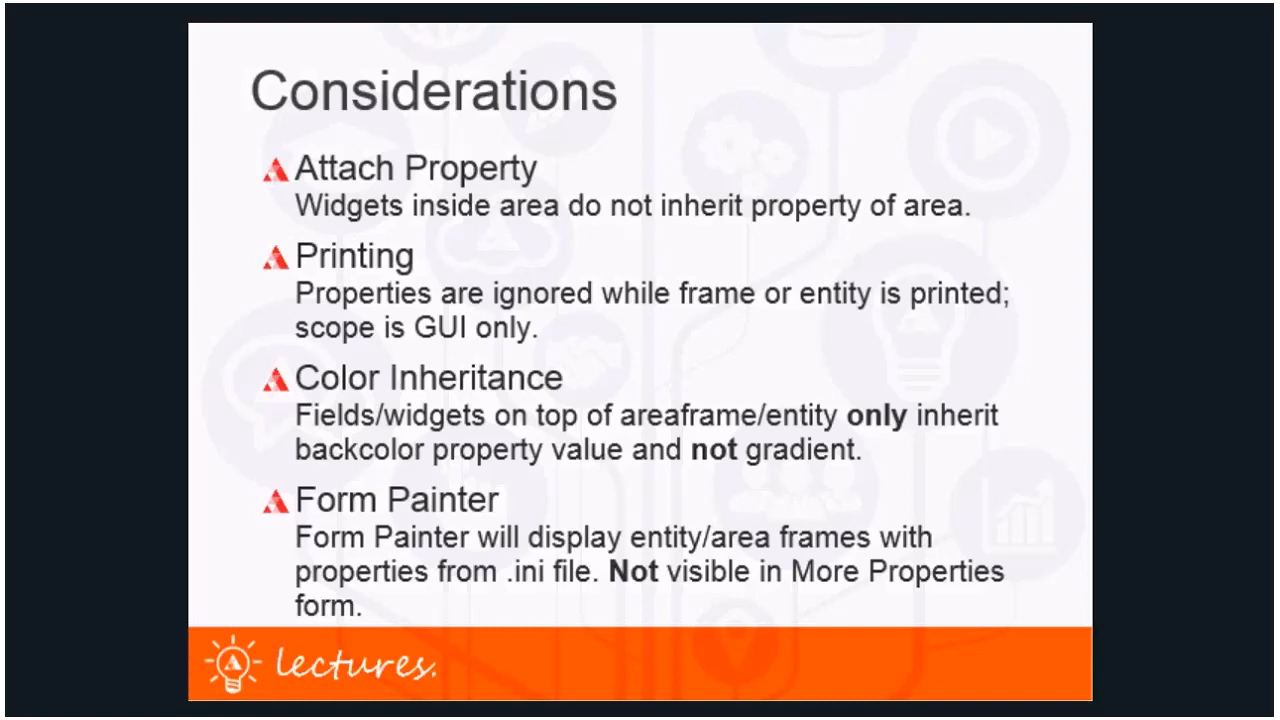 Considerations
Attach Property
Widgets inside area do not inherit property of area.
Printing
Properties are ignored while frame or entity is printed;
scope is GUI only.
Color Inheritance
Fields/widgets on top of areaframe/entity only inherit
backcolor property value and not gradient.
Form Painter
Form Painter will display entity/area frames with
properties from .ini file. Not visible in More Properties
form.
lectures.